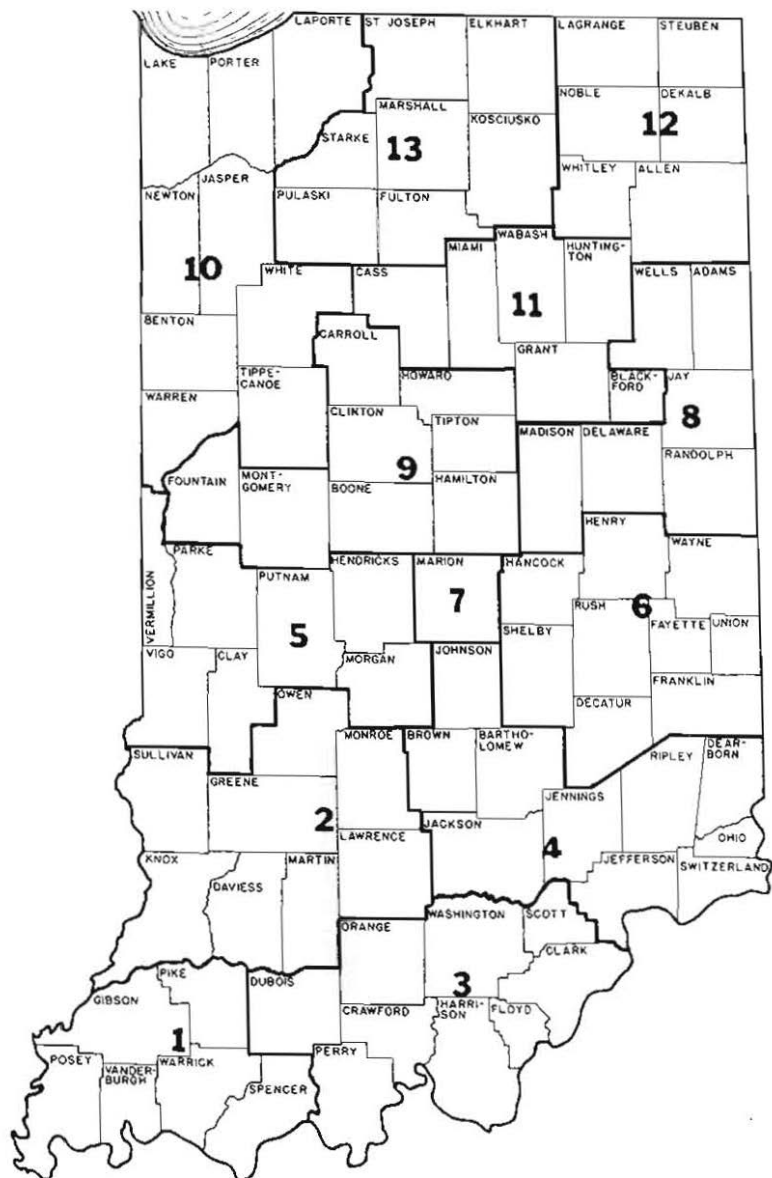 LAPORTE
ST JOSEPH
ELKHART
LAGRANGE
STEUBEN
LAKE
PORTER
NOBLE
DEKALB
MARSHALL
KOSCIUSKO
12
STARKE
13
WHITLEY
ALLEN
JASPER
NEWTON
PULASKI
FULTON
WABASH
MIAMI
HUNTING-
TON
10
WHITE
CASS
WELLS
ADAMS
11
BENTON
CARROLL
GRANT
TIPPE-
CANOE
HOWARD
BLACK-
FORD
JAY
WARREN
CLINTON
TIPTON
8
MADISON
DELAWARE
RANDOLPH
9
FOUNTAIN
MONT-
GOMERY
BOONE
HAMILTON
HENRY
WAYNE
PARKE
HENDRICKS
MARION
HANCOCK
VERMILLION
PUTNAM
7
RUSH
6
FAYETTE
UNION
5
SHELBY
VIGO
CLAY
MORGAN
JOHNSON
FRANKLIN
OWEN
DECATUR
MONROE
BROWN
BARTHO-
LOMEW
DEAR-
BORN
SULLIVAN
RIPLEY
GREENE
JENNINGS
2
JACKSON
LAWRENCE
OHIO
4
KNOX
MARTIN
JEFFERSON
SWITZERLAND
DAVIESS
WASHINGTON
SCOTT
ORANGE
CLARK
PIKE
DUBOIS
3
GIBSON
CRAWFORD
HARRI-
SON
FLOYD
1
PERRY
POSEY
VANDER-
BURGH
WARRICK
SPENCER